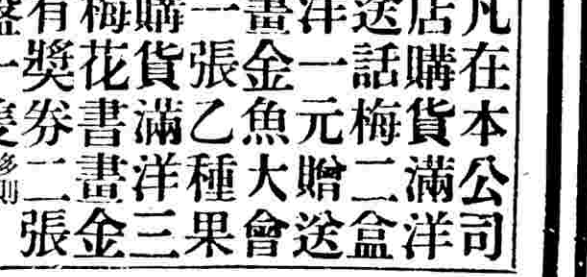 凡在本公司
店購貨滿洋
送話梅二盒
洋一元贈送
畫金魚大會
一張乙種果
購貨滿洋三
梅花書畫金
有獎券二張
一